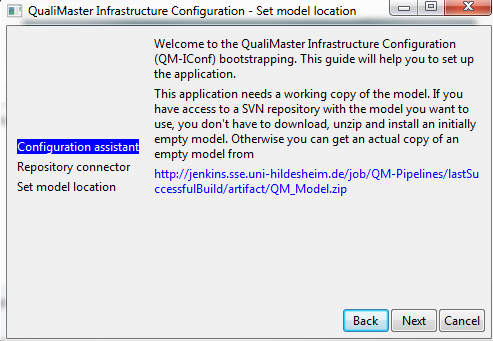 QualiMaster Infrastructure Configuration - Set model location
Configuration assistant
Repository connector
Set model location
Welcome to the QualiMaster Infrastructure Configuration
(QM-IConf) bootstrapping. This guide will help you to set up
the application.
This application needs a working copy of the model. If you
have access to a SVN repository with the model you want to
use, you don't have to download, unzip and install an initially
empty model. Otherwise you can get an actual copy of an
empty model from
http://jenkins.sse.uni-hildesheim.de/job/QM-Pipelines/lastSu
ccessfulBuild/artifact/QM_Model.zip
Back Next Cancel